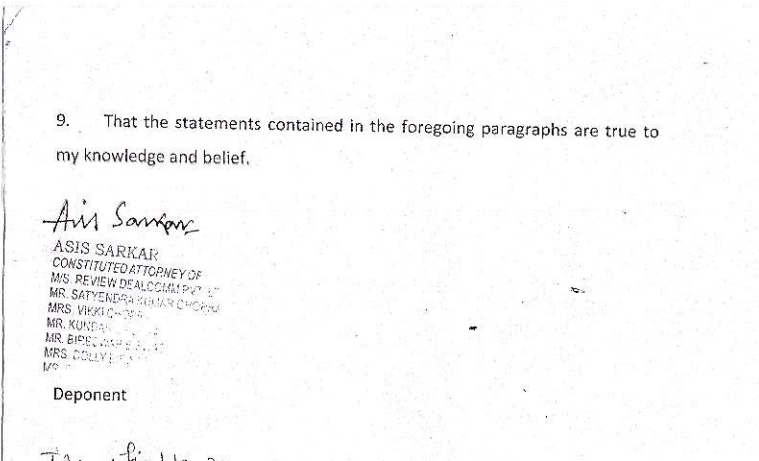 9. That the statements contained in the foregoing paragraphs are true to
my knowledge and belief.
Asis Sarkar
ASIS SARKAR
CONSTITUTED ATTORNEY OF
M/S. REVIEW DEALCOMM PVT
MR. SATYENDRA KUMAR
MRS. VIKKI
MR.
MR.
MRS. DOLLY
Deponent